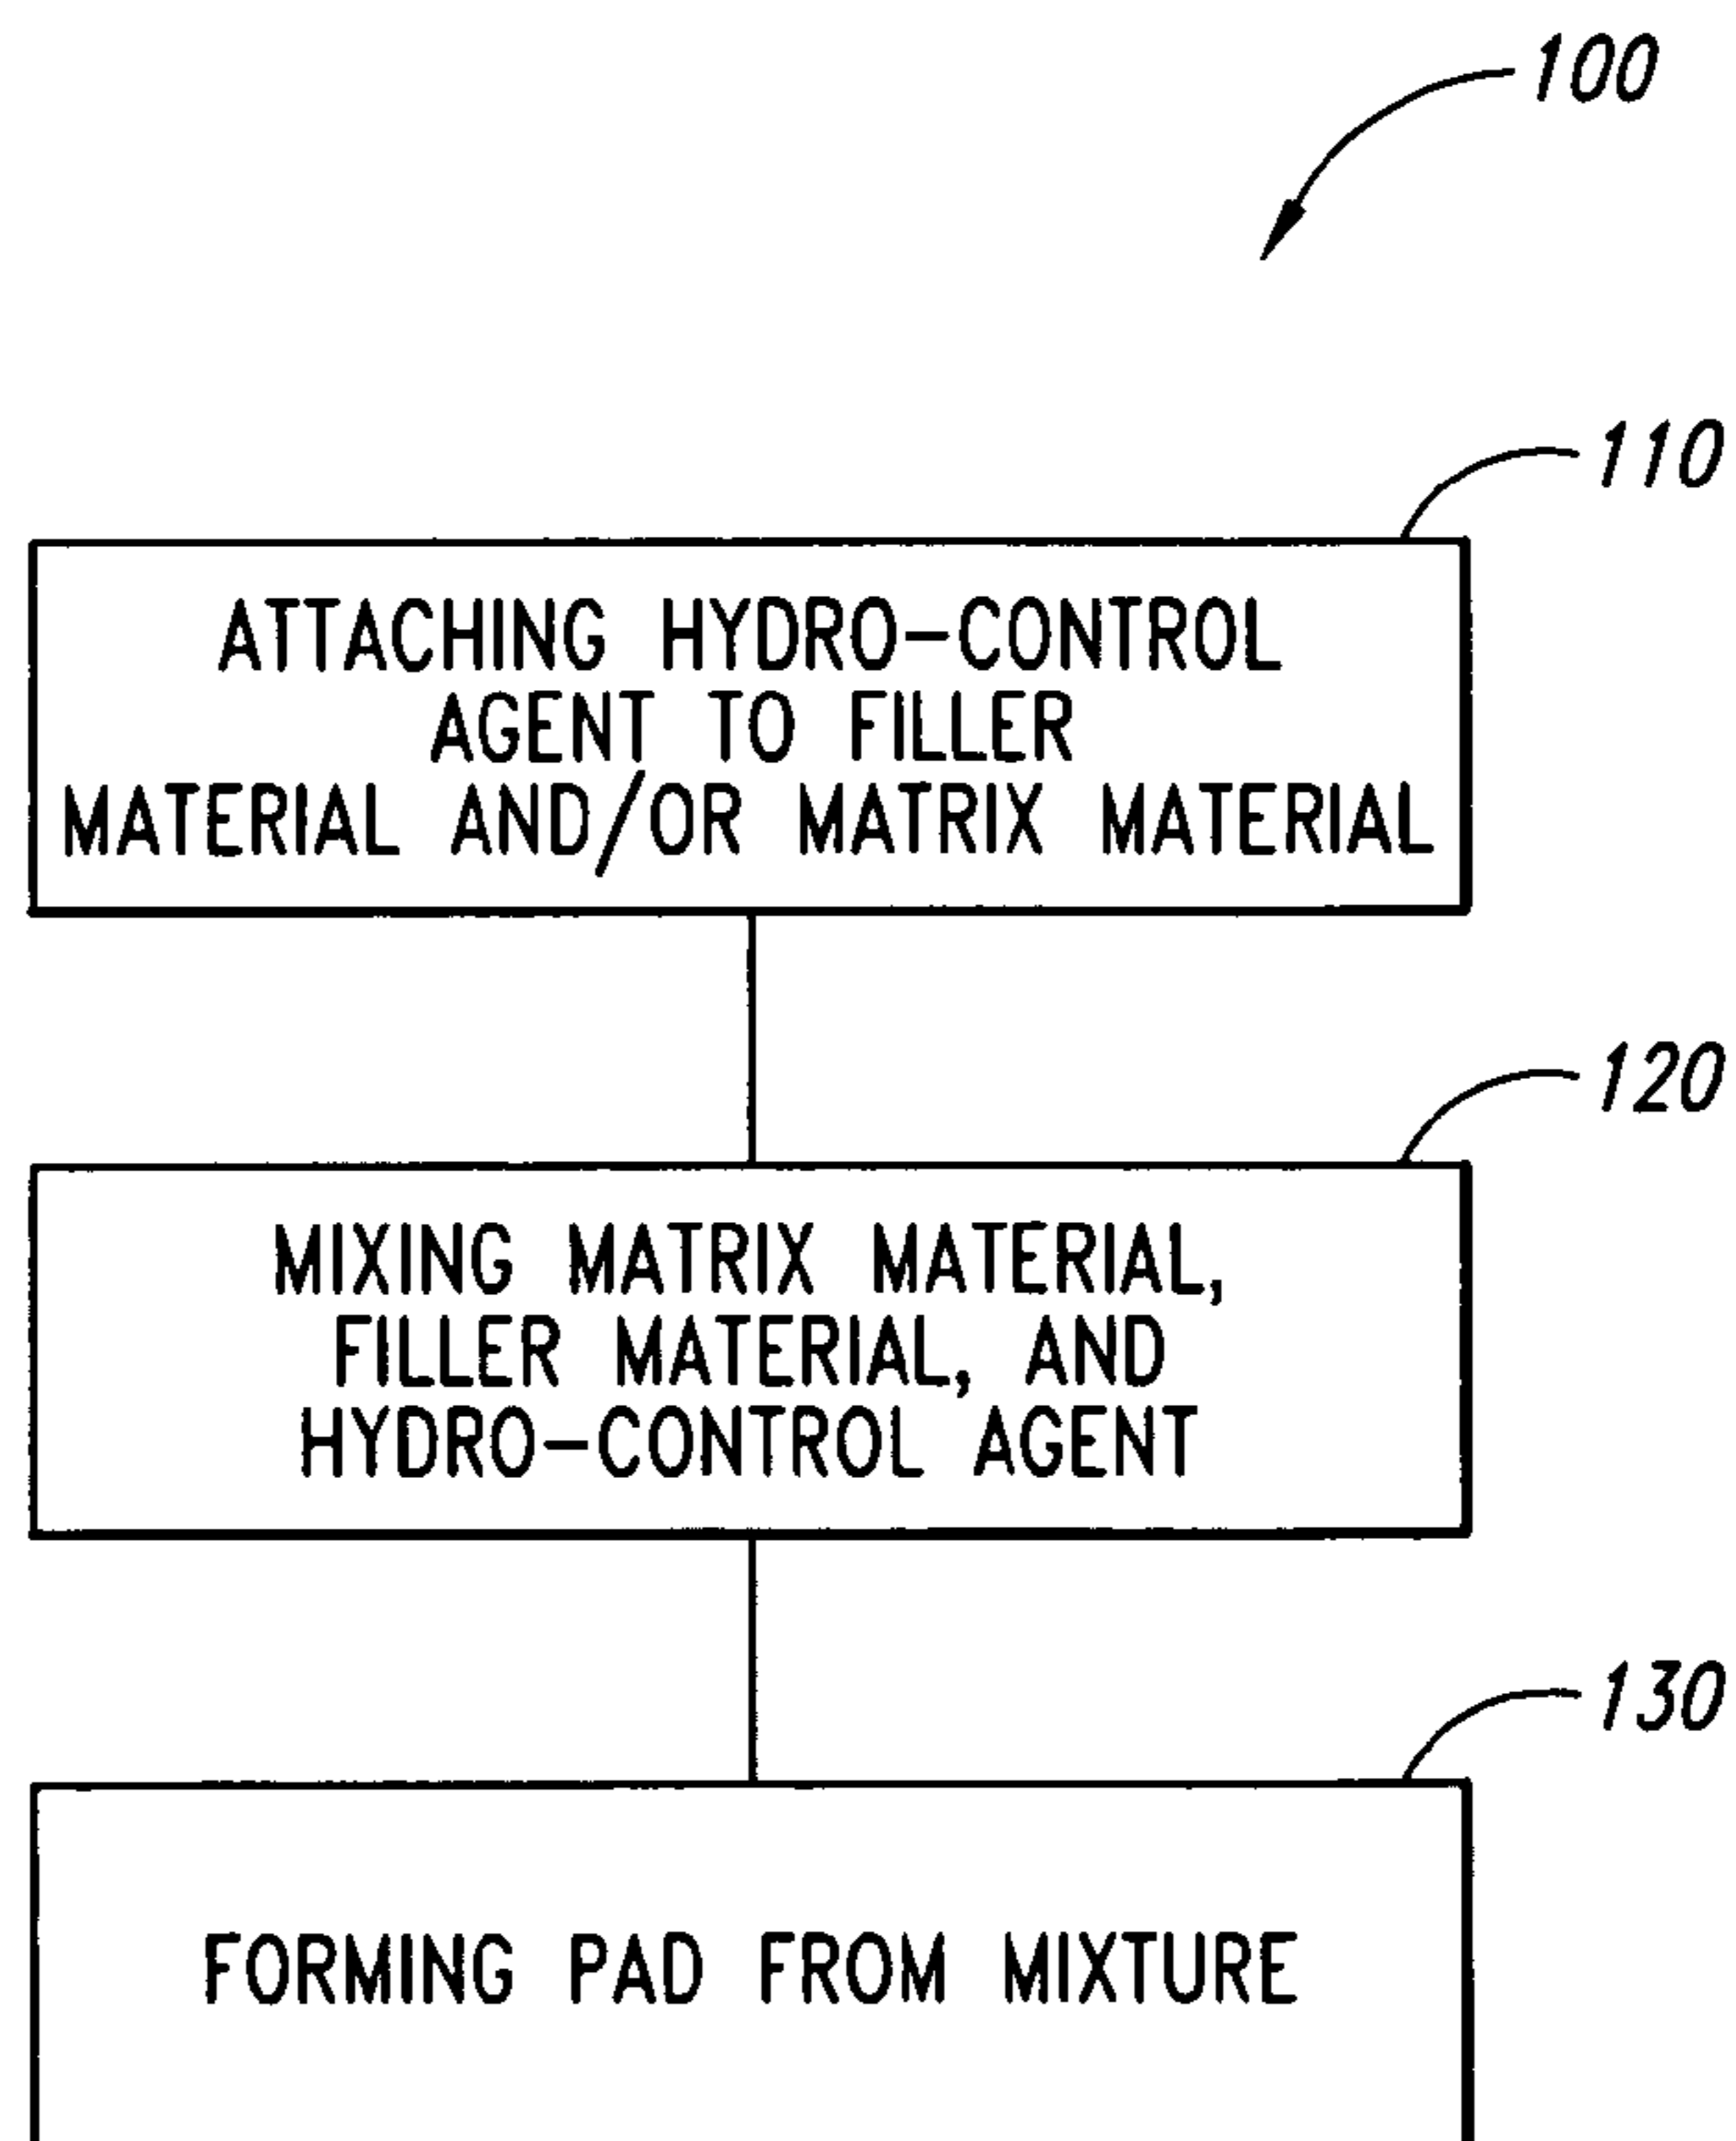 100
110
ATTACHING HYDRO-CONTROL
AGENT TO FILLER
MATERIAL AND/OR MATRIX MATERIAL
120
MIXING MATRIX MATERIAL,
FILLER MATERIAL, AND
HYDRO-CONTROL AGENT
130
FORMING PAD FROM MIXTURE